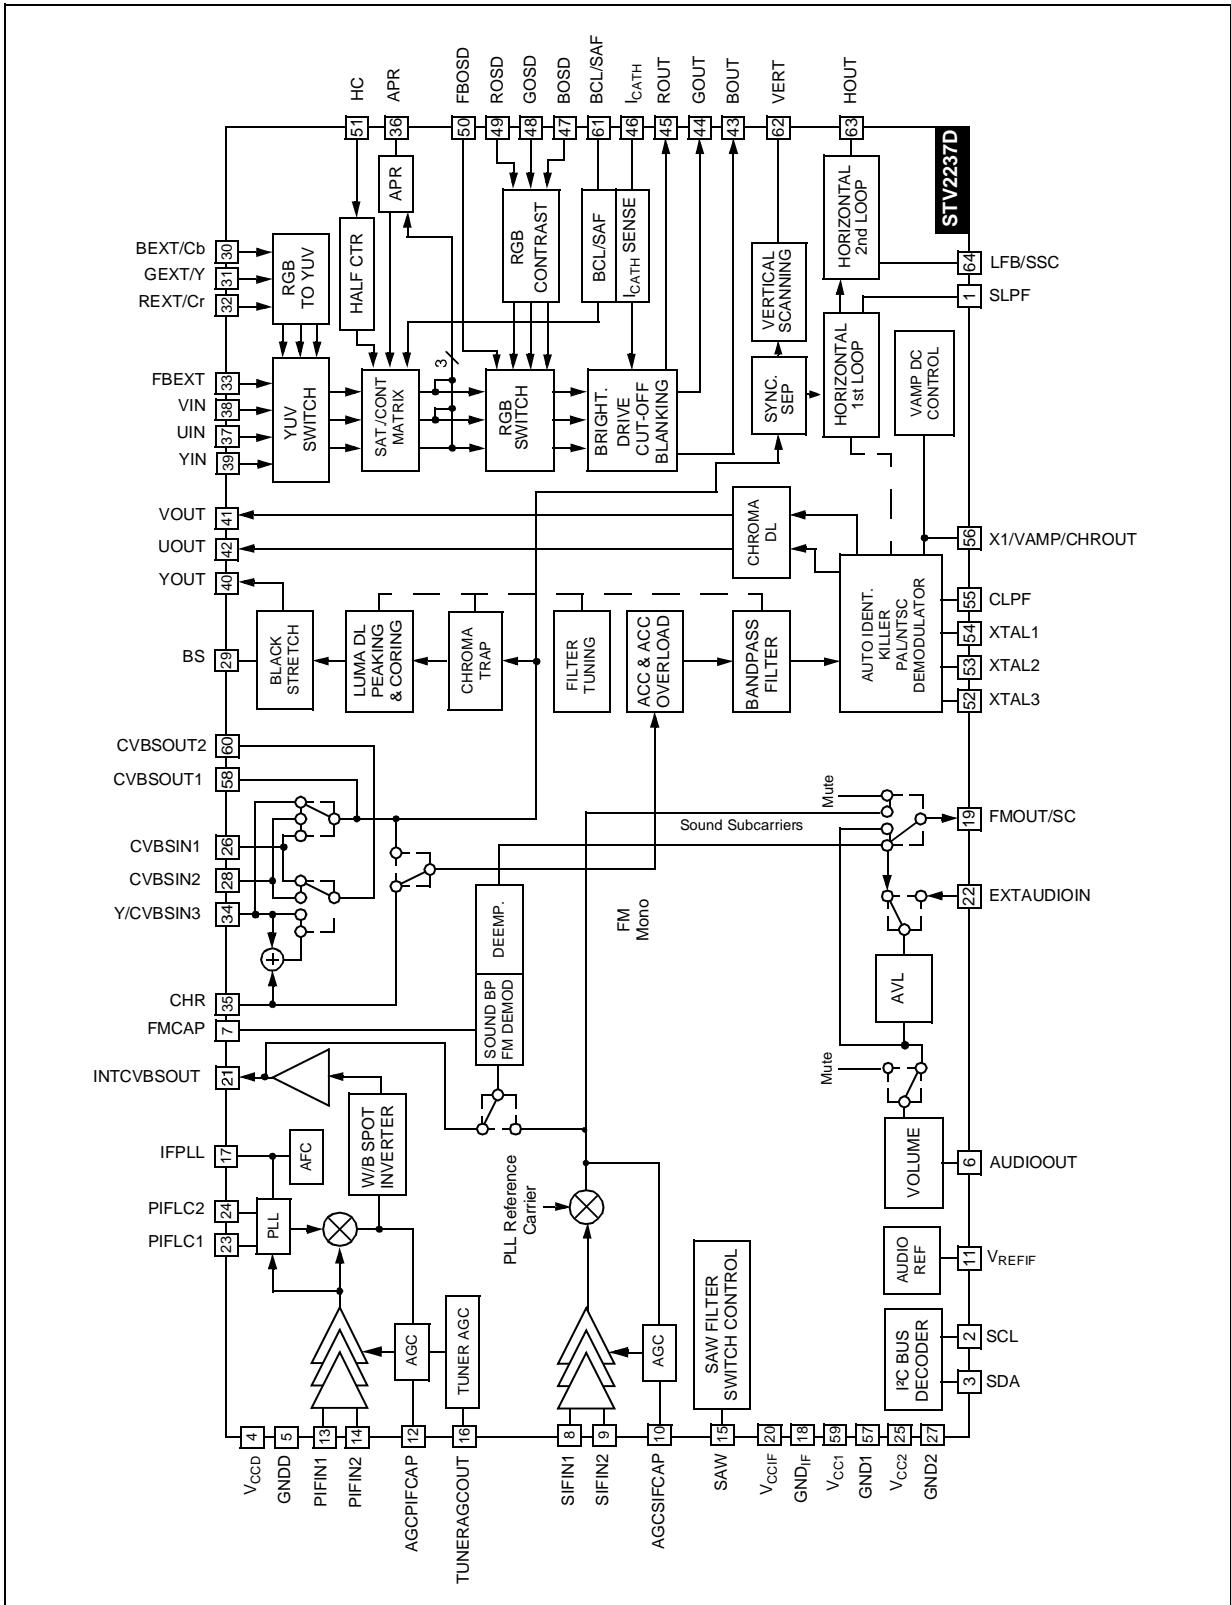 HC
APR
FBOSD
ROSD
GOSD
BOSD
BCL/SAF
ICATH
ROUT
GOUT
BOUT
VERT
HOUT
51
36
50
49
48
47
61
46
45
44
43
62
63
STV2237D
APR
HALF CTR
RGB
CONTRAST
BCL/SAF
ICATH SENSE
VERTICAL
SCANNING
HORIZONTAL
2nd LOOP
BEXT/Cb 30
GEXT/Y 31
REXT/Cr 32
RGB
TO YUV
64 LFB/SSC
1 SLPF
FBEXT 33
VIN 38
UIN 37
YIN 39
YUV
SWITCH
SAT./CONT
MATRIX
3
RGB
SWITCH
BRIGHT.
DRIVE
CUT-OFF
BLANKING
SYNC.
SEP
HORIZONTAL
1st LOOP
VAMP DC
CONTROL
VOUT 41
UOUT 42
YOUT 40
CHROMA
DL
56 X1/VAMP/CHROUT
55 CLPF
54 XTAL1
53 XTAL2
52 XTAL3
BS 29
BLACK
STRETCH
LUMA DL
PEAKING
& CORING
CHROMA
TRAP
FILTER
TUNING
ACC & ACC
OVERLOAD
BANDPASS
FILTER
AUTO IDENT.
KILLER
PAL/NTSC
DEMODULATOR
CVBSOUT2 60
CVBSOUT1 58
CVBSIN1 26
CVBSIN2 28
Y/CVBSIN3 34
CHR 35
FMCAP 7
+
Mute
Sound Subcarriers
19 FMOUT/SC
22 EXTAUDIOIN
DEEMP.
SOUND BP
FM DEMOD
FM
Mono
AVL
INTCVBSOUT 21
Mute
IFPLL 17
AFC
W/B SPOT
INVERTER
VOLUME
6 AUDIOOUT
PIFLC2 24
PIFLC1 23
PLL
PLL Reference
Carrier
AUDIO
REF
11 VREFIF
AGC
TUNER AGC
AGC
SAW FILTER
SWITCH CONTROL
I²C BUS
DECODER
2 SCL
3 SDA
4
5
13
14
12
16
8
9
10
15
20
18
59
57
25
27
VCCD
GNDD
PIFIN1
PIFIN2
AGCPIFCAP
TUNERAGCOUT
SIFIN1
SIFIN2
AGCSIFCAP
SAW
VCCIF
GNDIF
VCC1
GND1
VCC2
GND2